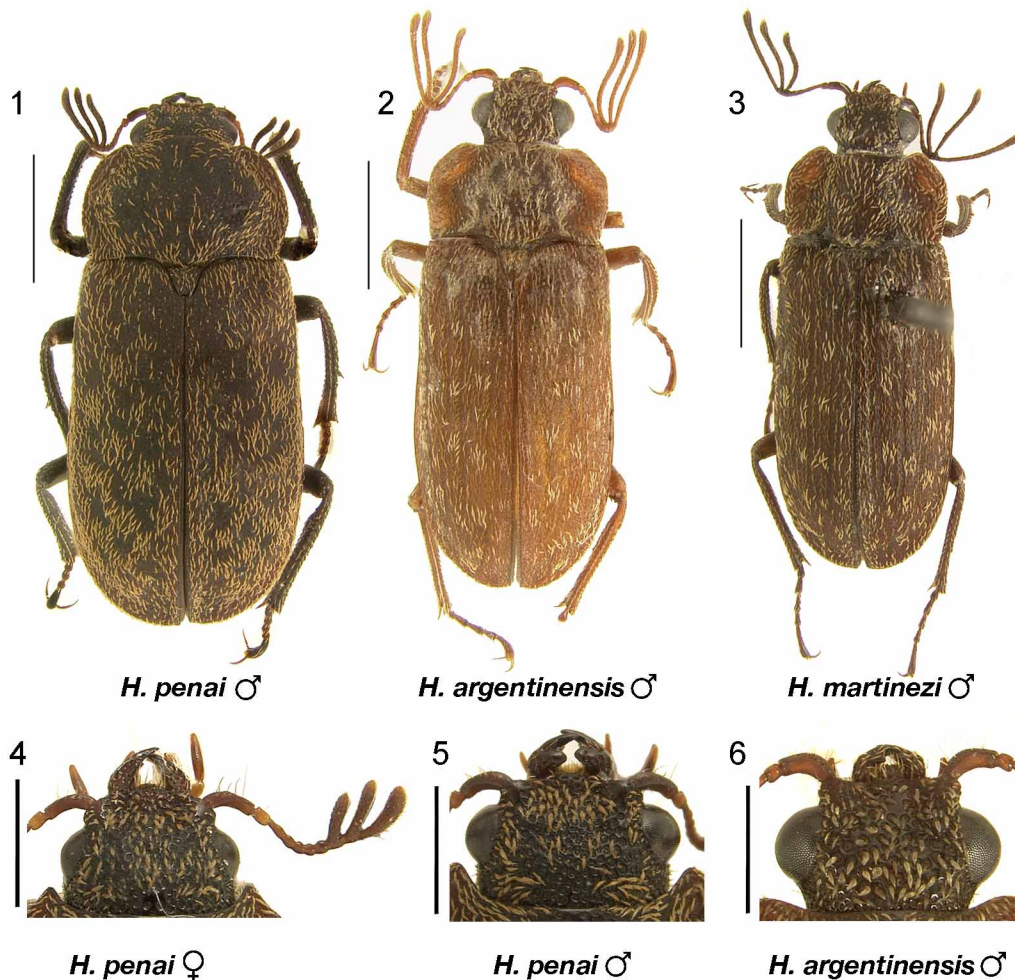 1 2 3
H. penai ♂ H. argentinensis ♂ H. martinezi ♂
4 5 6
H. penai ♀ H. penai ♂ H. argentinensis ♂